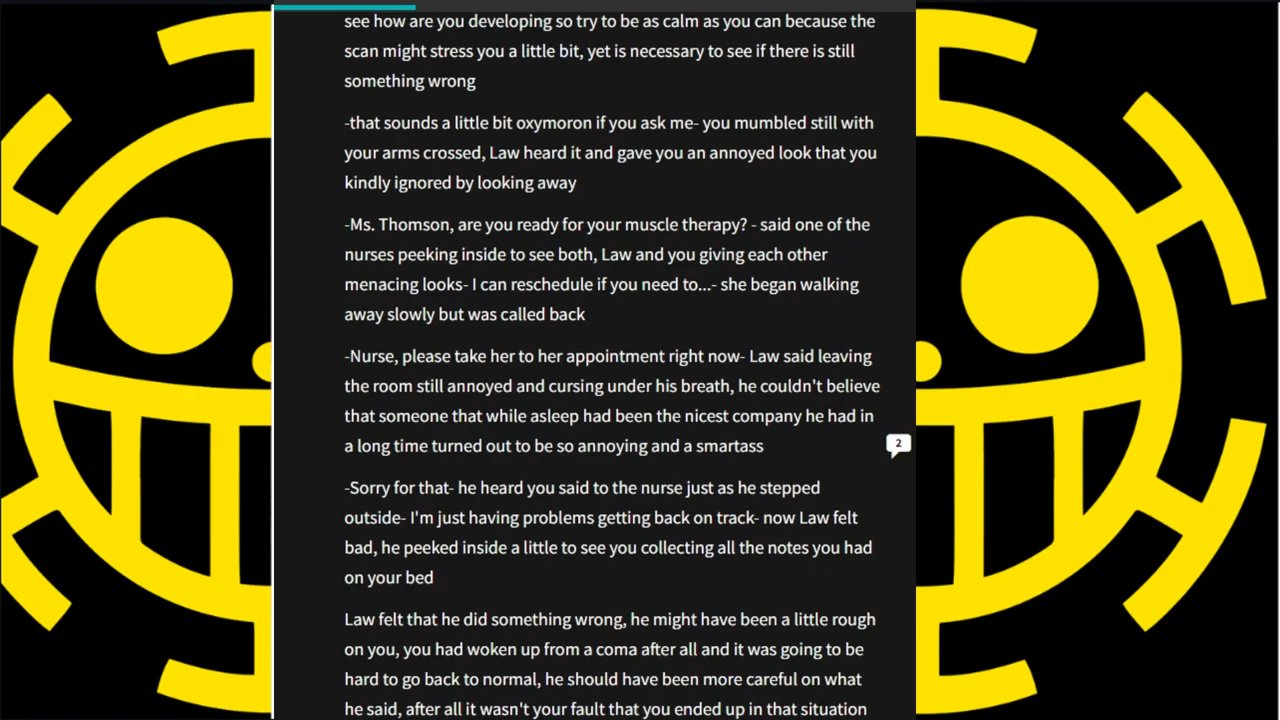 see how are you developing so try to be as calm as you can because the
scan might stress you a little bit, yet is necessary to see if there is still
something wrong
-that sounds a little bit oxymoron if you ask me- you mumbled still with
your arms crossed, Law heard it and gave you an annoyed look that you
kindly ignored by looking away
-Ms. Thomson, are you ready for your muscle therapy? - said one of the
nurses peeking inside to see both, Law and you giving each other
menacing looks- I can reschedule if you need to...- she began walking
away slowly but was called back
-Nurse, please take her to her appointment right now- Law said leaving
the room still annoyed and cursing under his breath, he couldn't believe
that someone that while asleep had been the nicest company he had in
a long time turned out to be so annoying and a smartass
2
-Sorry for that- he heard you said to the nurse just as he stepped
outside- I'm just having problems getting back on track- now Law felt
bad, he peeked inside a little to see you collecting all the notes you had
on your bed
Law felt that he did something wrong, he might have been a little rough
on you, you had woken up from a coma after all and it was going to be
hard to go back to normal, he should have been more careful on what
he said, after all it wasn't your fault that you ended up in that situation